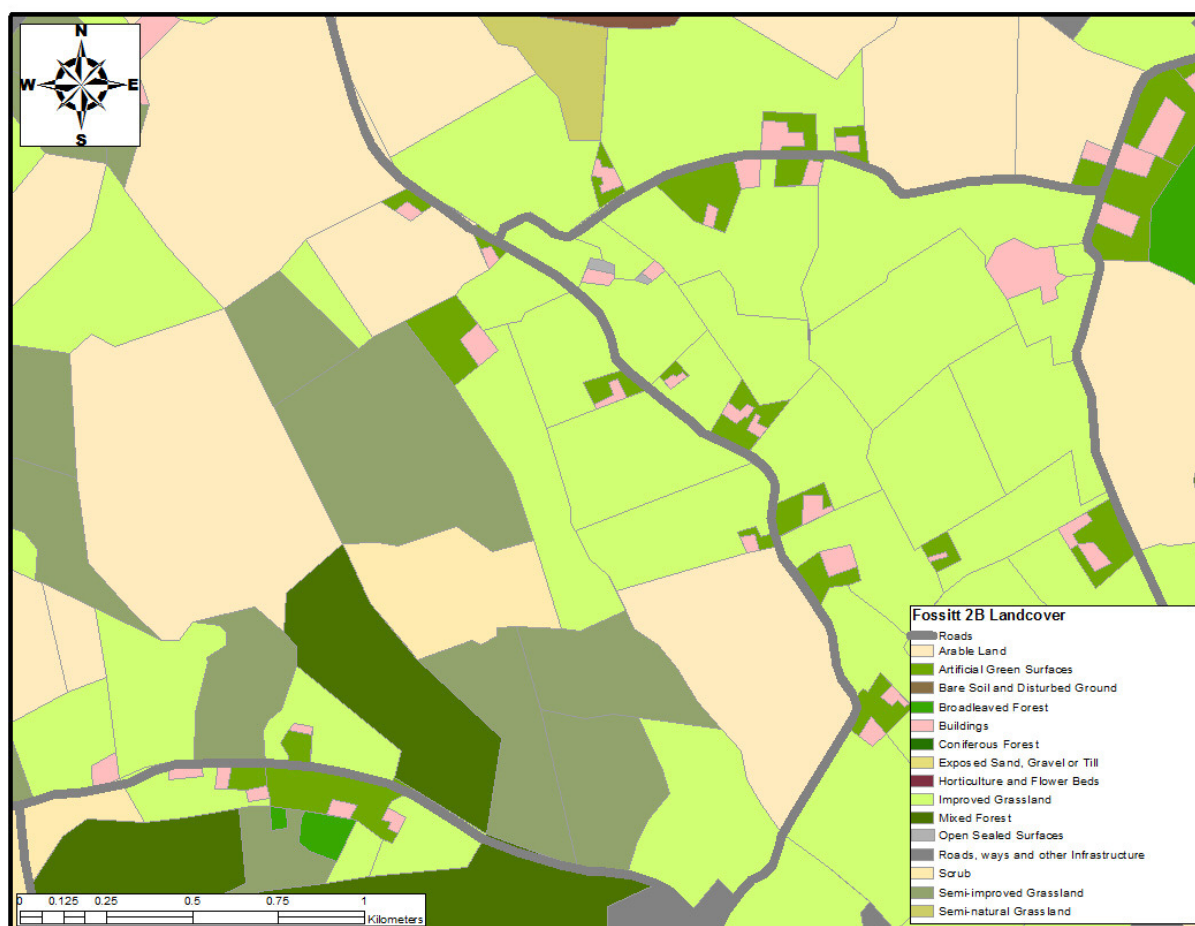 N
W E
S
Fossitt 2B Landcover
Roads
Arable Land
Artificial Green Surfaces
Bare Soil and Disturbed Ground
Broadleaved Forest
Buildings
Coniferous Forest
Exposed Sand, Gravel or Till
Horticulture and Flower Beds
Improved Grassland
Mixed Forest
Open Sealed Surfaces
Roads, ways and other Infrastructure
Scrub
Semi-improved Grassland
Semi-natural Grassland
0 0.125 0.25 0.5 0.75 1
Kilometers